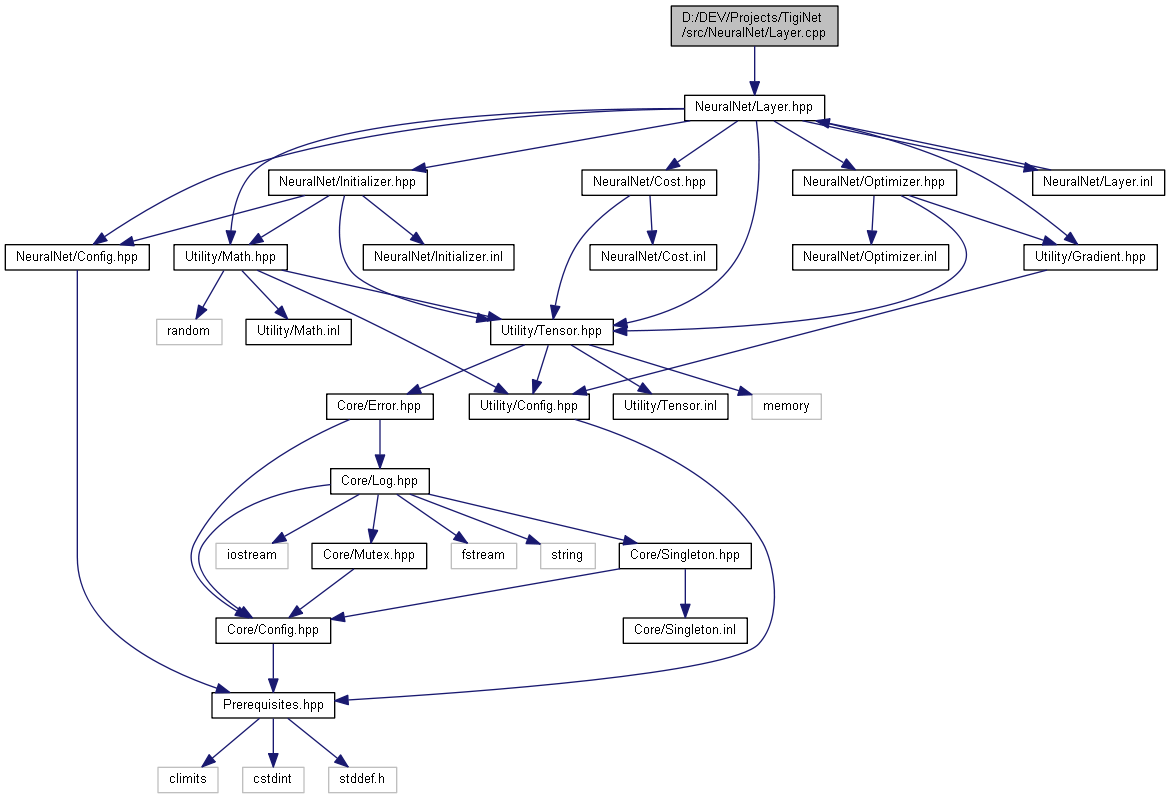 D:/DEV/Projects/TigiNet
/src/NeuralNet/Layer.cpp
NeuralNet/Layer.hpp
NeuralNet/Initializer.hpp
NeuralNet/Cost.hpp
NeuralNet/Optimizer.hpp
NeuralNet/Layer.inl
NeuralNet/Config.hpp
Utility/Math.hpp
NeuralNet/Initializer.inl
NeuralNet/Cost.inl
NeuralNet/Optimizer.inl
Utility/Gradient.hpp
random
Utility/Math.inl
Utility/Tensor.hpp
Core/Error.hpp
Utility/Config.hpp
Utility/Tensor.inl
memory
Core/Log.hpp
iostream
Core/Mutex.hpp
fstream
string
Core/Singleton.hpp
Core/Config.hpp
Core/Singleton.inl
Prerequisites.hpp
climits
cstdint
stddef.h